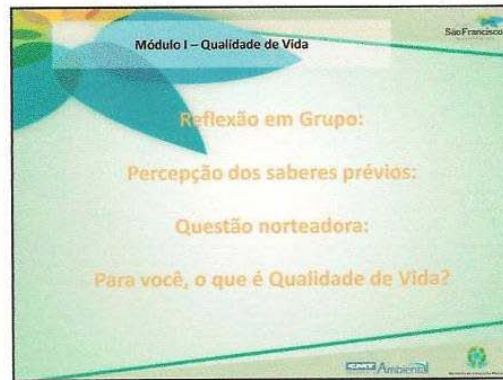 Módulo I – Qualidade de Vida
São Francisco
Reflexão em Grupo:
Percepção dos saberes prévios:
Questão norteadora:
Para você, o que é Qualidade de Vida?
CMT Ambiental